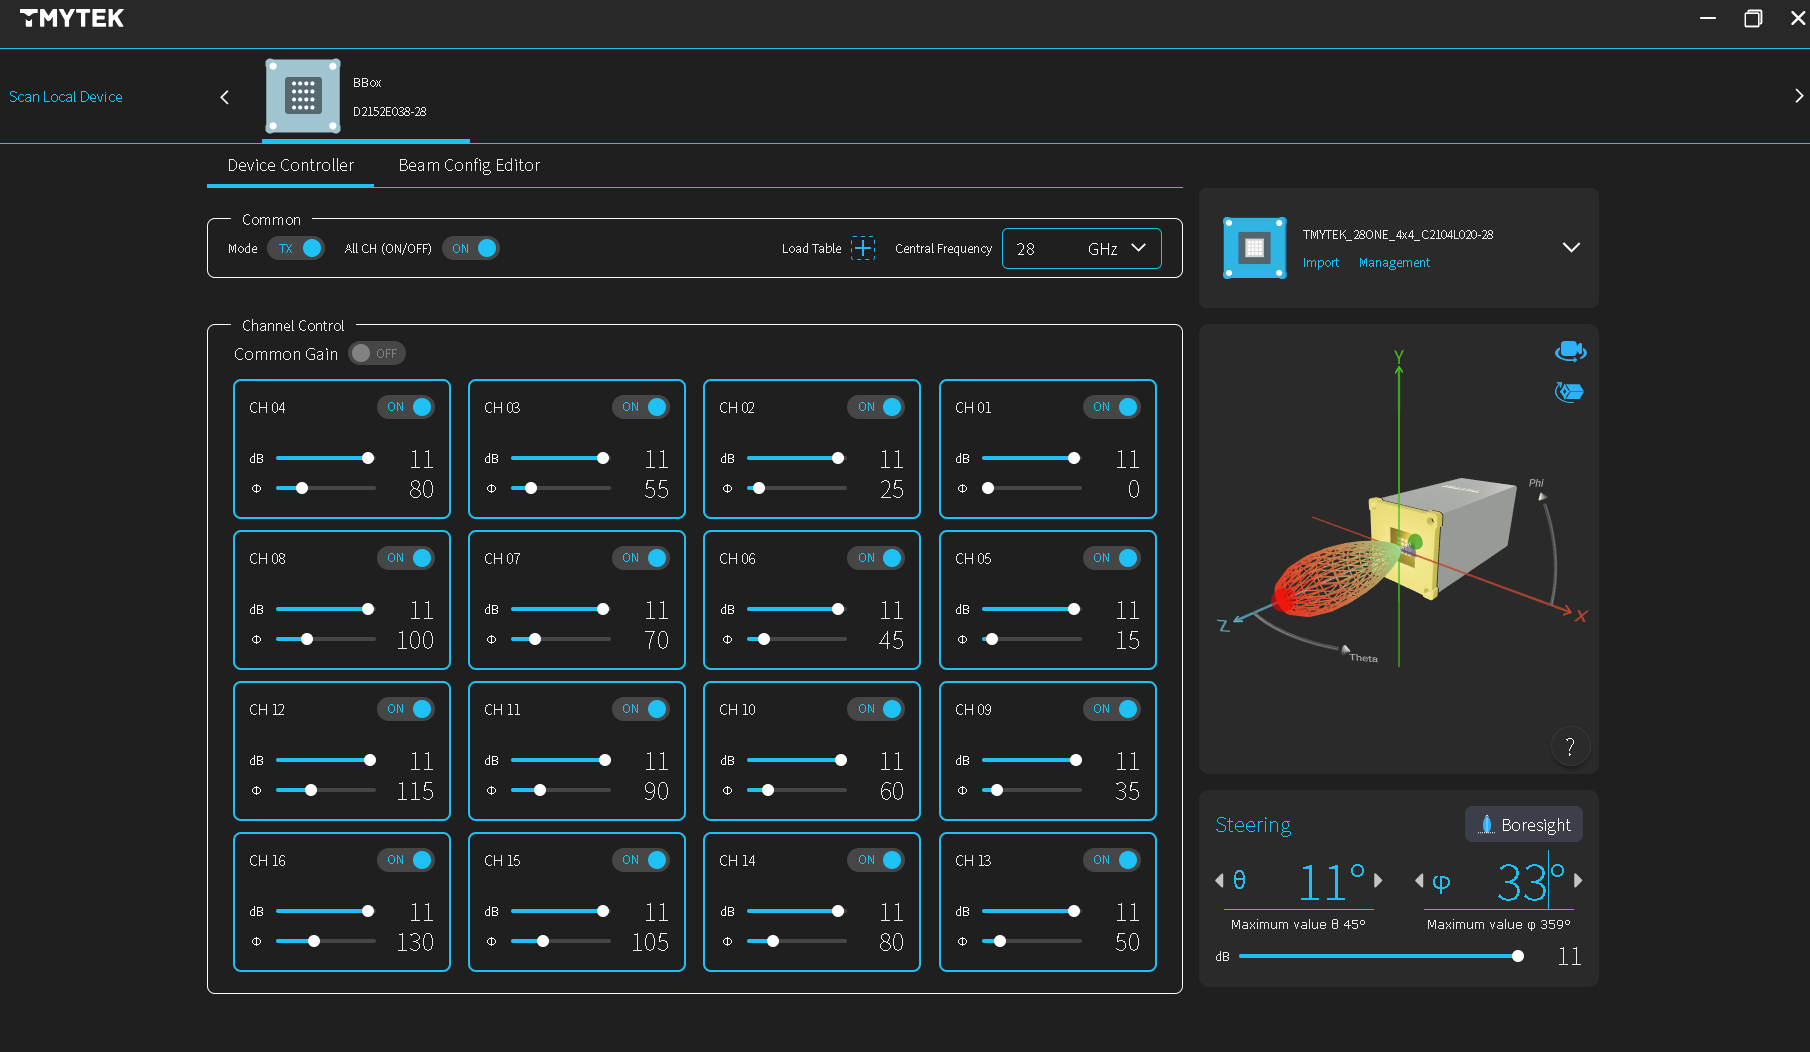 TMYTEK
Scan Local Device
BBox
D2152E038-28
Device Controller
Beam Config Editor
Common
Mode TX All CH (ON/OFF) ON Load Table Central Frequency 28 GHz
TMYTEK_28ONE_4x4_C2104L020-28
Import Management
Channel Control
Common Gain OFF
CH 04 ON
dB 11
Φ 80
CH 03 ON
dB 11
Φ 55
CH 02 ON
dB 11
Φ 25
CH 01 ON
dB 11
Φ 0
CH 08 ON
dB 11
Φ 100
CH 07 ON
dB 11
Φ 70
CH 06 ON
dB 11
Φ 45
CH 05 ON
dB 11
Φ 15
CH 12 ON
dB 11
Φ 115
CH 11 ON
dB 11
Φ 90
CH 10 ON
dB 11
Φ 60
CH 09 ON
dB 11
Φ 35
CH 16 ON
dB 11
Φ 130
CH 15 ON
dB 11
Φ 105
CH 14 ON
dB 11
Φ 80
CH 13 ON
dB 11
Φ 50
Y
Phi
X
Z
Theta
?
Steering
Boresight
θ 11°
φ 33°
Maximum value θ 45°
Maximum value φ 359°
dB 11